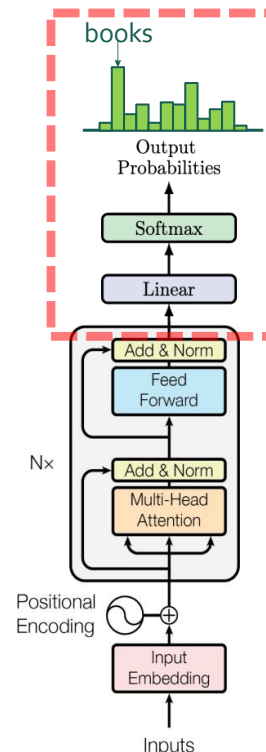 books
Output
Probabilities
Softmax
Linear
Add & Norm
Feed
Forward
N×
Add & Norm
Multi-Head
Attention
Positional
Encoding
Input
Embedding
Inputs